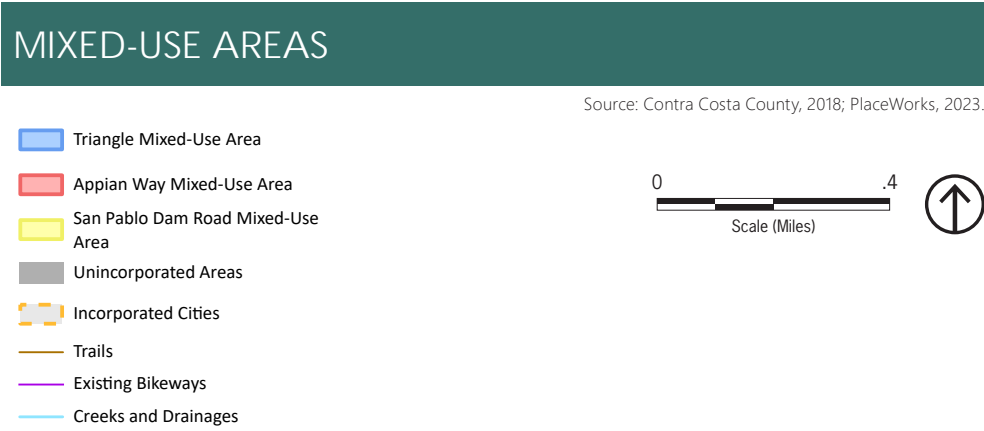 MIXED-USE AREAS
Source: Contra Costa County, 2018; PlaceWorks, 2023.
Triangle Mixed-Use Area
Appian Way Mixed-Use Area
San Pablo Dam Road Mixed-Use
Area
Unincorporated Areas
Incorporated Cities
Trails
Existing Bikeways
Creeks and Drainages
0 .4
Scale (Miles)